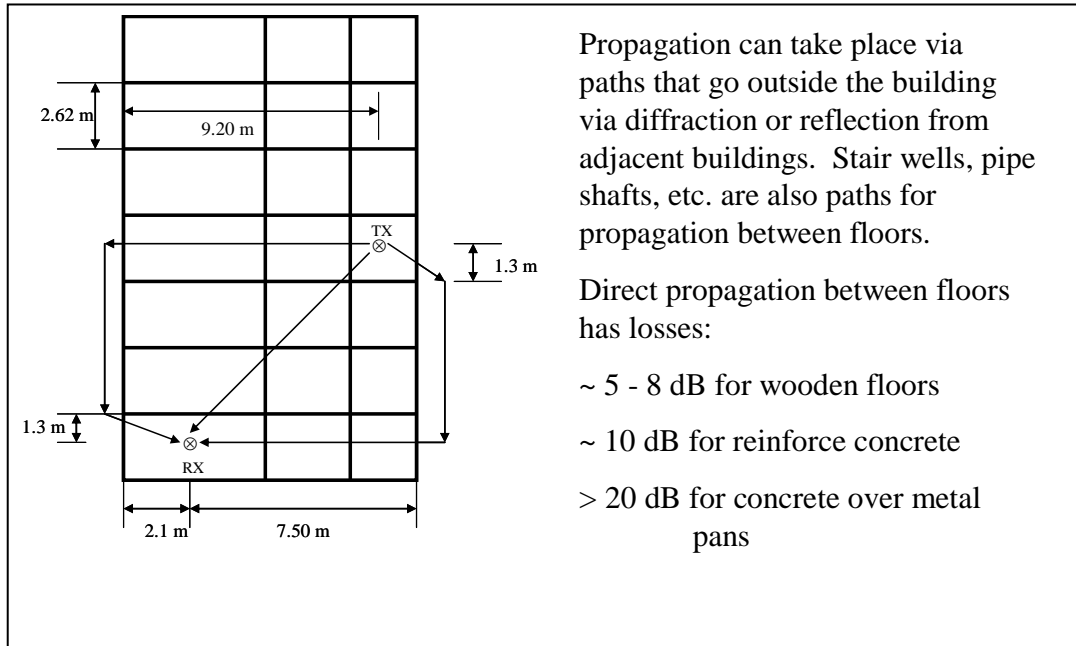 2.62 m
9.20 m
TX
1.3 m
1.3 m
RX
2.1 m
7.50 m
Propagation can take place via
paths that go outside the building
via diffraction or reflection from
adjacent buildings.  Stair wells, pipe
shafts, etc. are also paths for
propagation between floors.
Direct propagation between floors
has losses:
~ 5 - 8 dB for wooden floors
~ 10 dB for reinforce concrete
> 20 dB for concrete over metal
pans